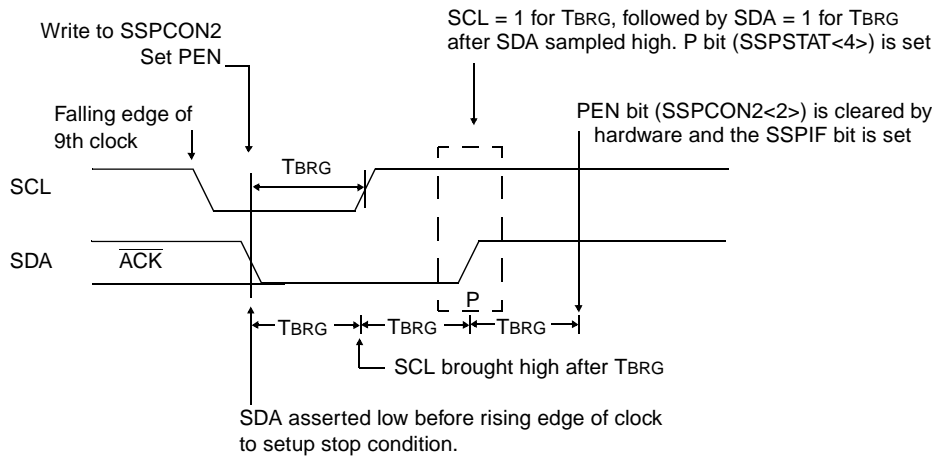 SCL = 1 for TBRG, followed by SDA = 1 for TBRG
after SDA sampled high. P bit (SSPSTAT<4>) is set
Write to SSPCON2
Set PEN
PEN bit (SSPCON2<2>) is cleared by
hardware and the SSPIF bit is set
Falling edge of
9th clock
TBRG
SCL
SDA
ACK
P
TBRG
TBRG
TBRG
SCL brought high after TBRG
SDA asserted low before rising edge of clock
to setup stop condition.